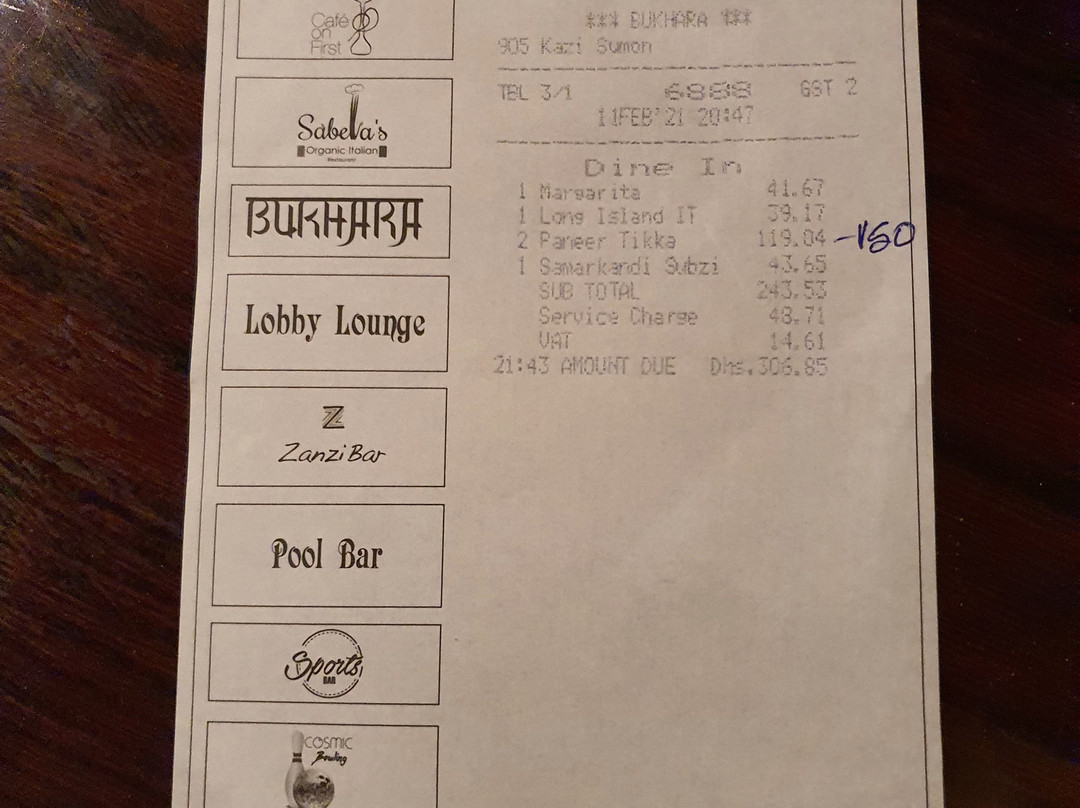 Café
on
First
Sabella's
Organic Italian
Restaurant
BUKHARA
Lobby Lounge
Z
ZanziBar
Pool Bar
Sports
BAR
COSMIC
Bowling
*** BUKHARA ***
905 Kazi Sumon
TBL 3/1 6888 GST 2
11FEB'21 20:47
Dine In
1 Margarita 41.67
1 Long Island IT 39.17
2 Paneer Tikka 119.04 -150
1 Samarkandi Subzi 43.65
SUB TOTAL 243.53
Service Charge 48.71
VAT 14.61
21:43 AMOUNT DUE Dhs.306.85